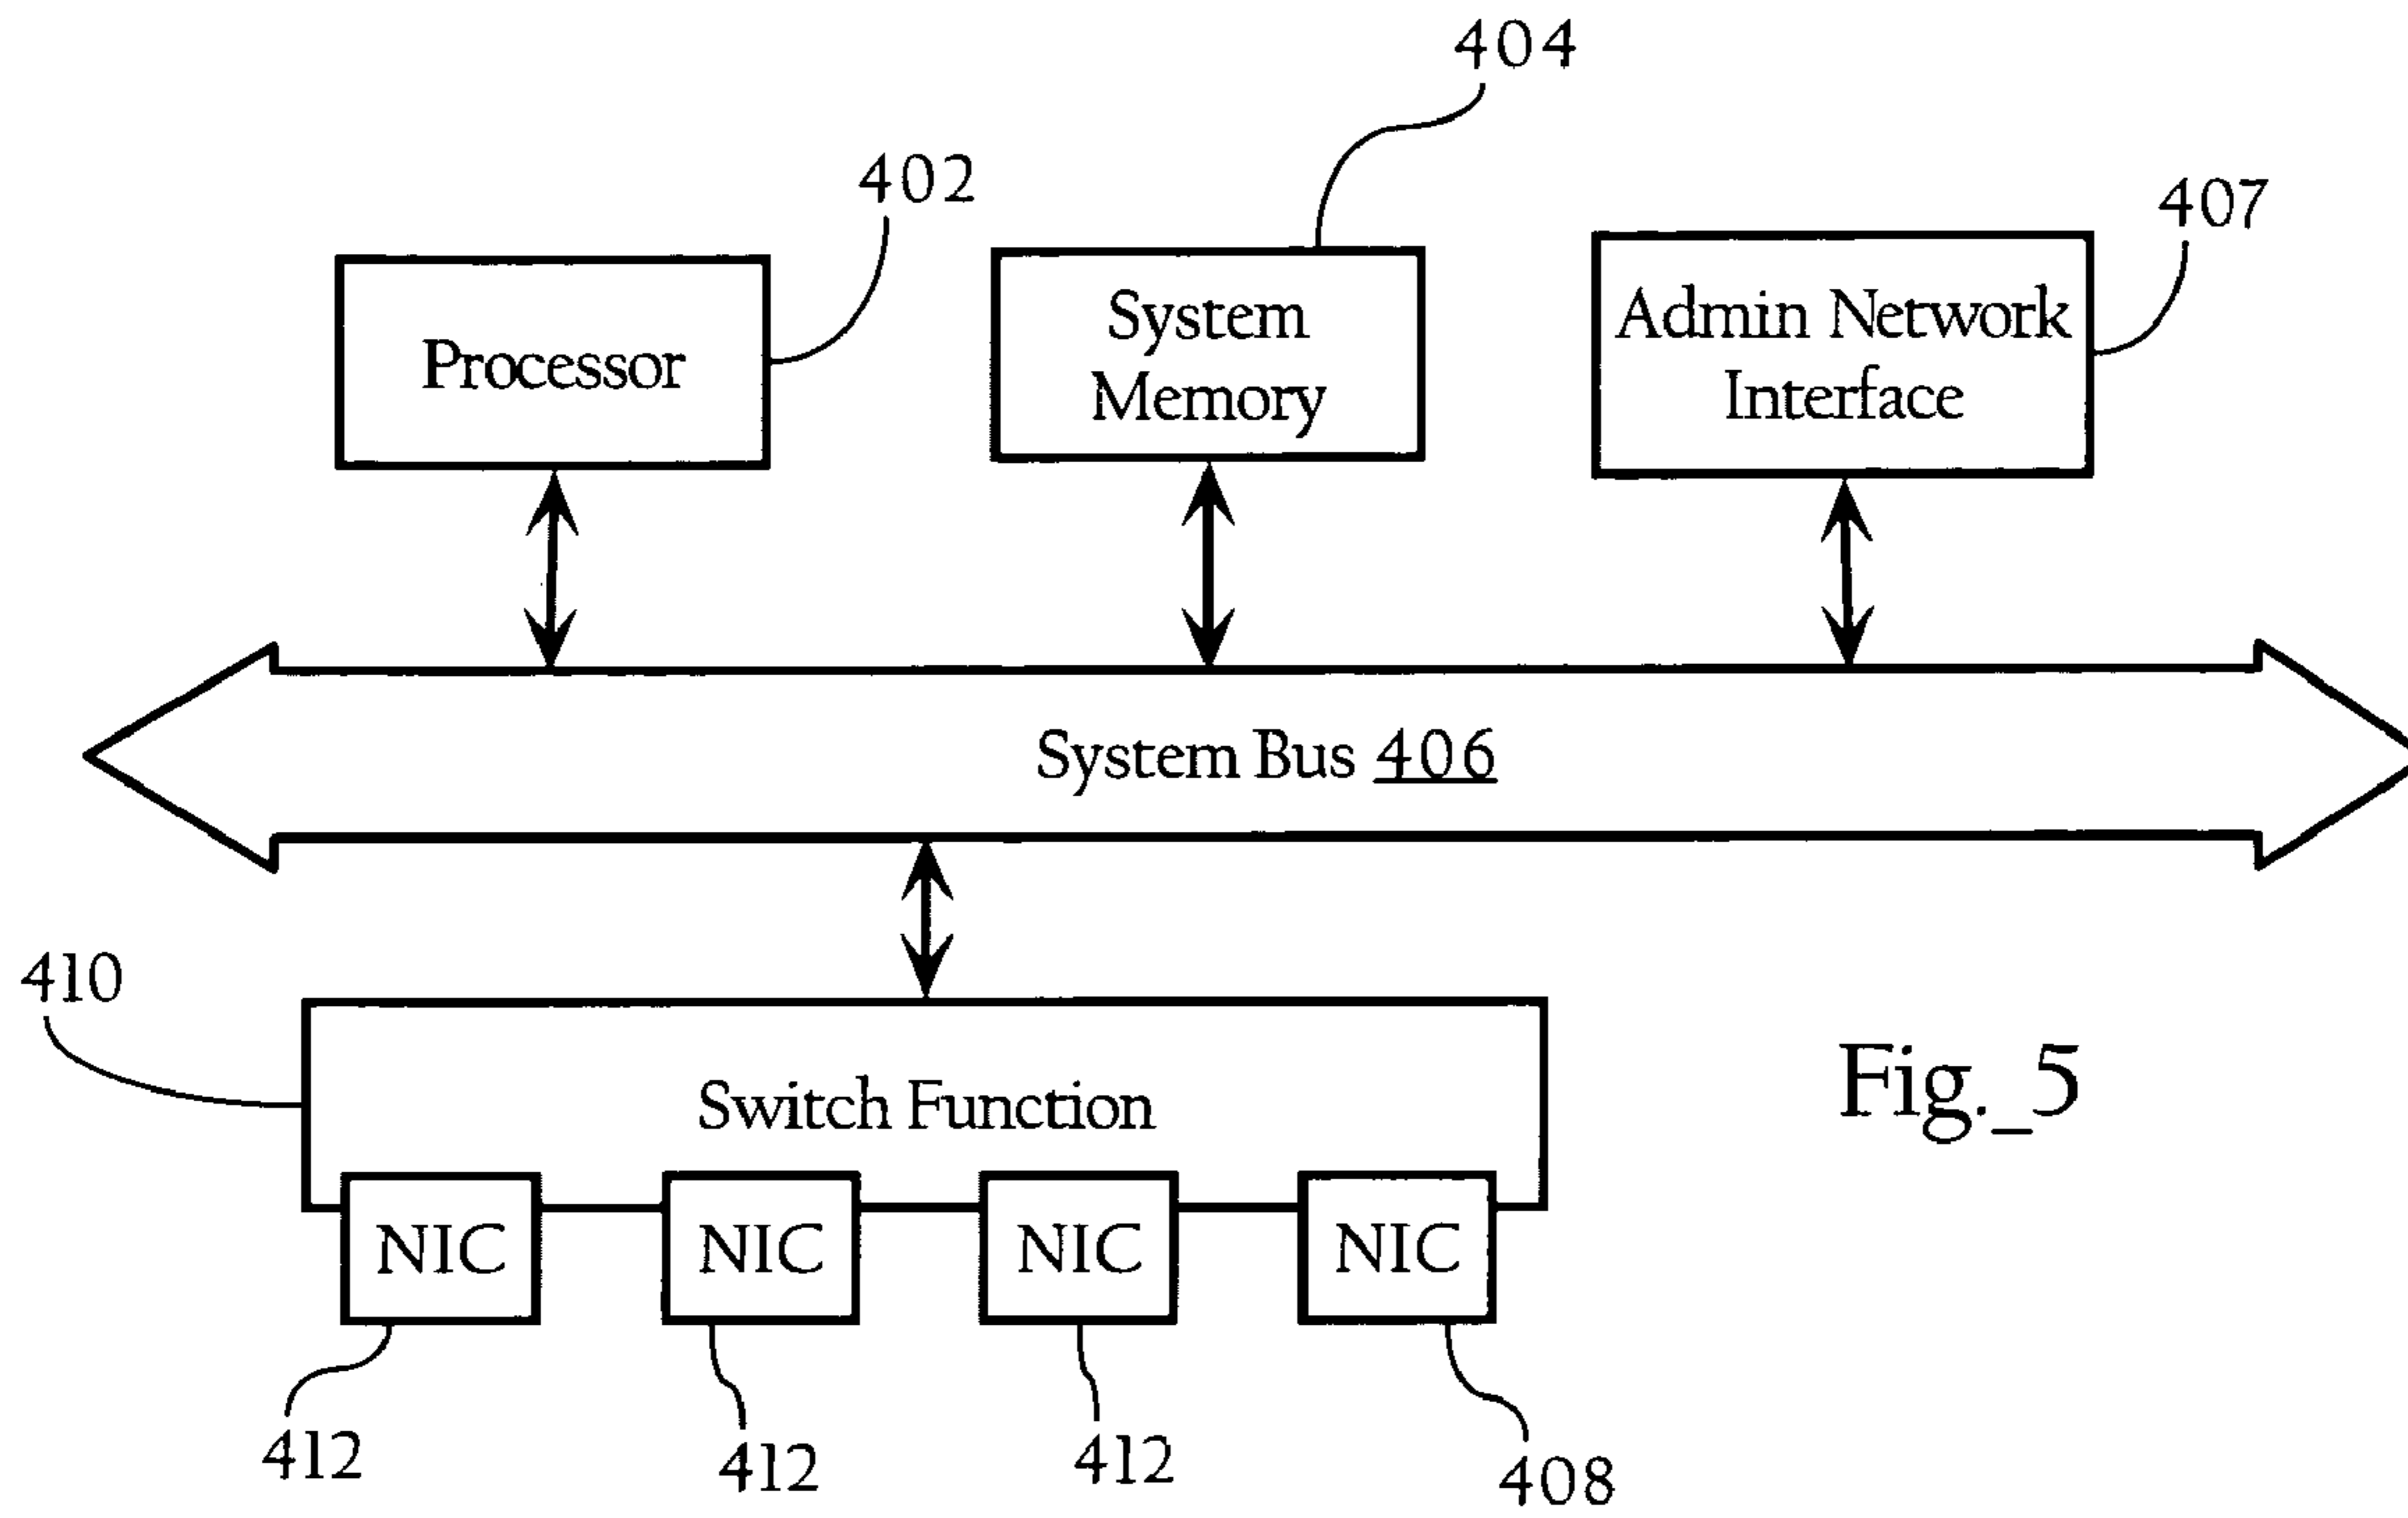 404
402
407
Processor
System
Memory
Admin Network
Interface
System Bus 406
410
Switch Function
Fig._5
NIC
NIC
NIC
NIC
412
412
412
408